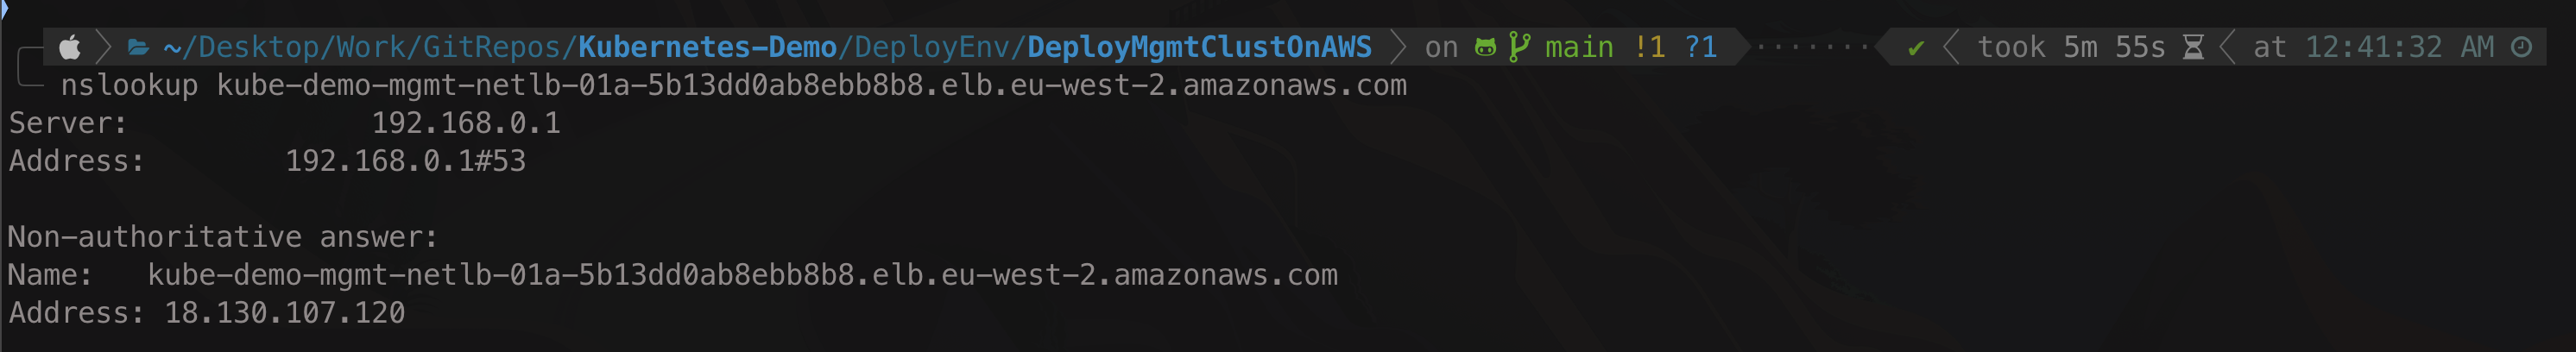 ~/Desktop/Work/GitRepos/Kubernetes-Demo/DeployEnv/DeployMgmtClustOnAWS on main !1 ?1 ······· ✔ took 5m 55s at 12:41:32 AM
nslookup kube-demo-mgmt-netlb-01a-5b13dd0ab8ebb8b8.elb.eu-west-2.amazonaws.com
Server: 192.168.0.1
Address: 192.168.0.1#53
Non-authoritative answer:
Name: kube-demo-mgmt-netlb-01a-5b13dd0ab8ebb8b8.elb.eu-west-2.amazonaws.com
Address: 18.130.107.120